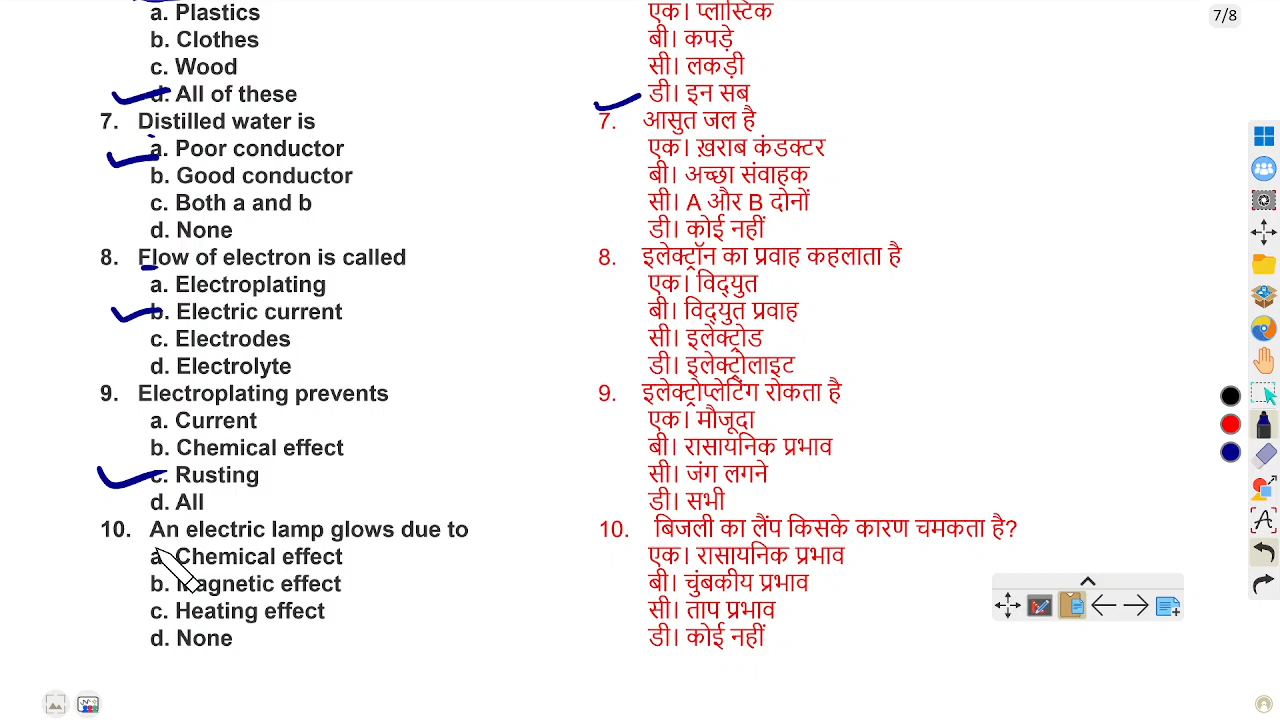 7/8
a. Plastics
b. Clothes
c. Wood
d. All of these
7. Distilled water is
a. Poor conductor
b. Good conductor
c. Both a and b
d. None
8. Flow of electron is called
a. Electroplating
b. Electric current
c. Electrodes
d. Electrolyte
9. Electroplating prevents
a. Current
b. Chemical effect
c. Rusting
d. All
10. An electric lamp glows due to
a. Chemical effect
b. Magnetic effect
c. Heating effect
d. None
एक। प्लास्टिक
बी। कपड़े
सी। लकड़ी
डी। इन सब
7. आसुत जल है
एक। ख़राब कंडक्टर
बी। अच्छा संवाहक
सी। A और B दोनों
डी। कोई नहीं
8. इलेक्ट्रॉन का प्रवाह कहलाता है
एक। विद्युत
बी। विद्युत प्रवाह
सी। इलेक्ट्रोड
डी। इलेक्ट्रोलाइट
9. इलेक्ट्रोप्लेटिंग रोकता है
एक। मौजूदा
बी। रासायनिक प्रभाव
सी। जंग लगने
डी। सभी
10. बिजली का लैंप किसके कारण चमकता है?
एक। रासायनिक प्रभाव
बी। चुंबकीय प्रभाव
सी। ताप प्रभाव
डी। कोई नहीं